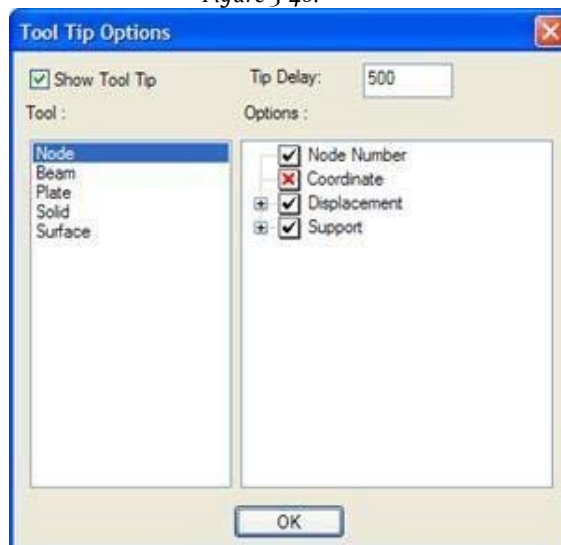 Tool Tip Options
Show Tool Tip
Tip Delay: 500
Tool :
Options :
Node
Beam
Plate
Solid
Surface
Node Number
Coordinate
Displacement
Support
OK